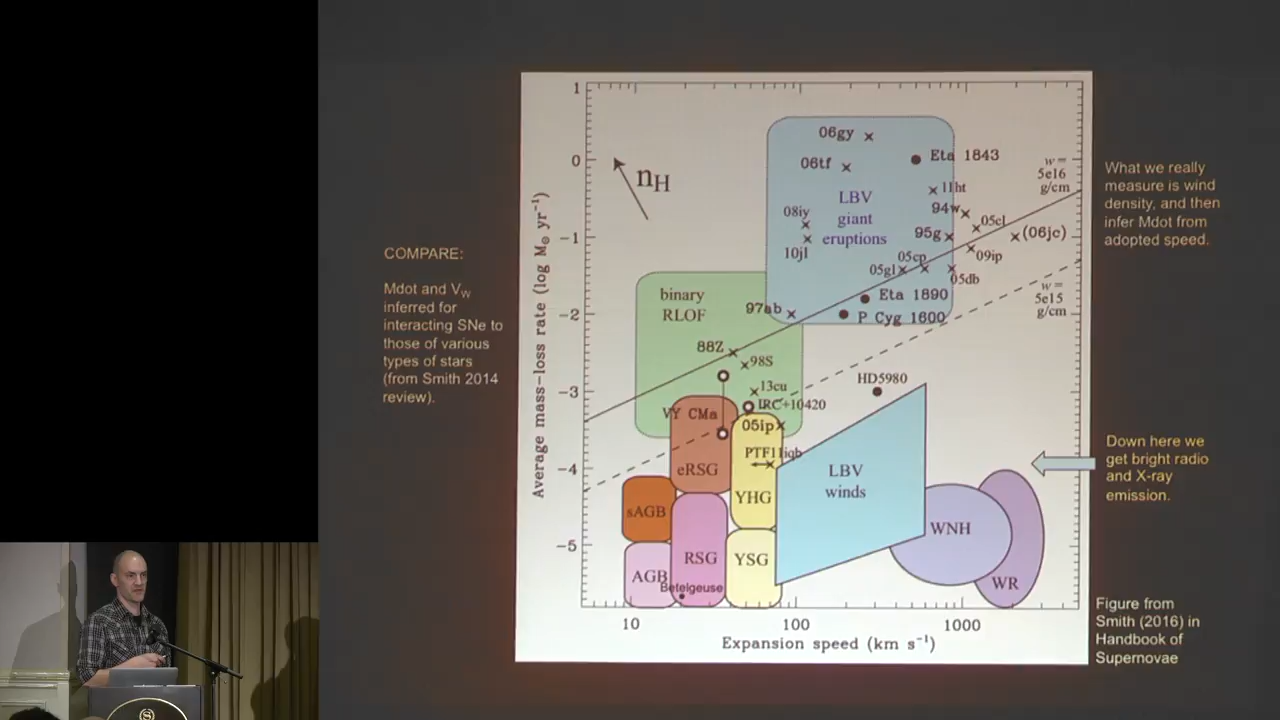 COMPARE:
Mdot and Vw
inferred for
interacting SNe to
those of various
types of stars
(from Smith 2014
review).
Average mass-loss rate (log M⊙ yr⁻¹)
1
0
−1
−2
−3
−4
−5
nH
06gy
06tf
Eta 1843
LBV
giant
eruptions
11ht
94w
05cl
08iy
10jl
95g
(06jc)
09ip
05cp
05gl
05db
w =
5e16
g/cm
w =
5e15
g/cm
Eta 1890
P Cyg 1600
97ab
binary
RLOF
88Z
98S
13cu
IRC+10420
HD5980
VY CMa
05ip
PTF11iqb
eRSG
YHG
LBV
winds
sAGB
RSG
YSG
AGB
Betelgeuse
WNH
WR
10
100
1000
Expansion speed (km s⁻¹)
What we really
measure is wind
density, and then
infer Mdot from
adopted speed.
Down here we
get bright radio
and X-ray
emission.
Figure from
Smith (2016) in
Handbook of
Supernovae
S